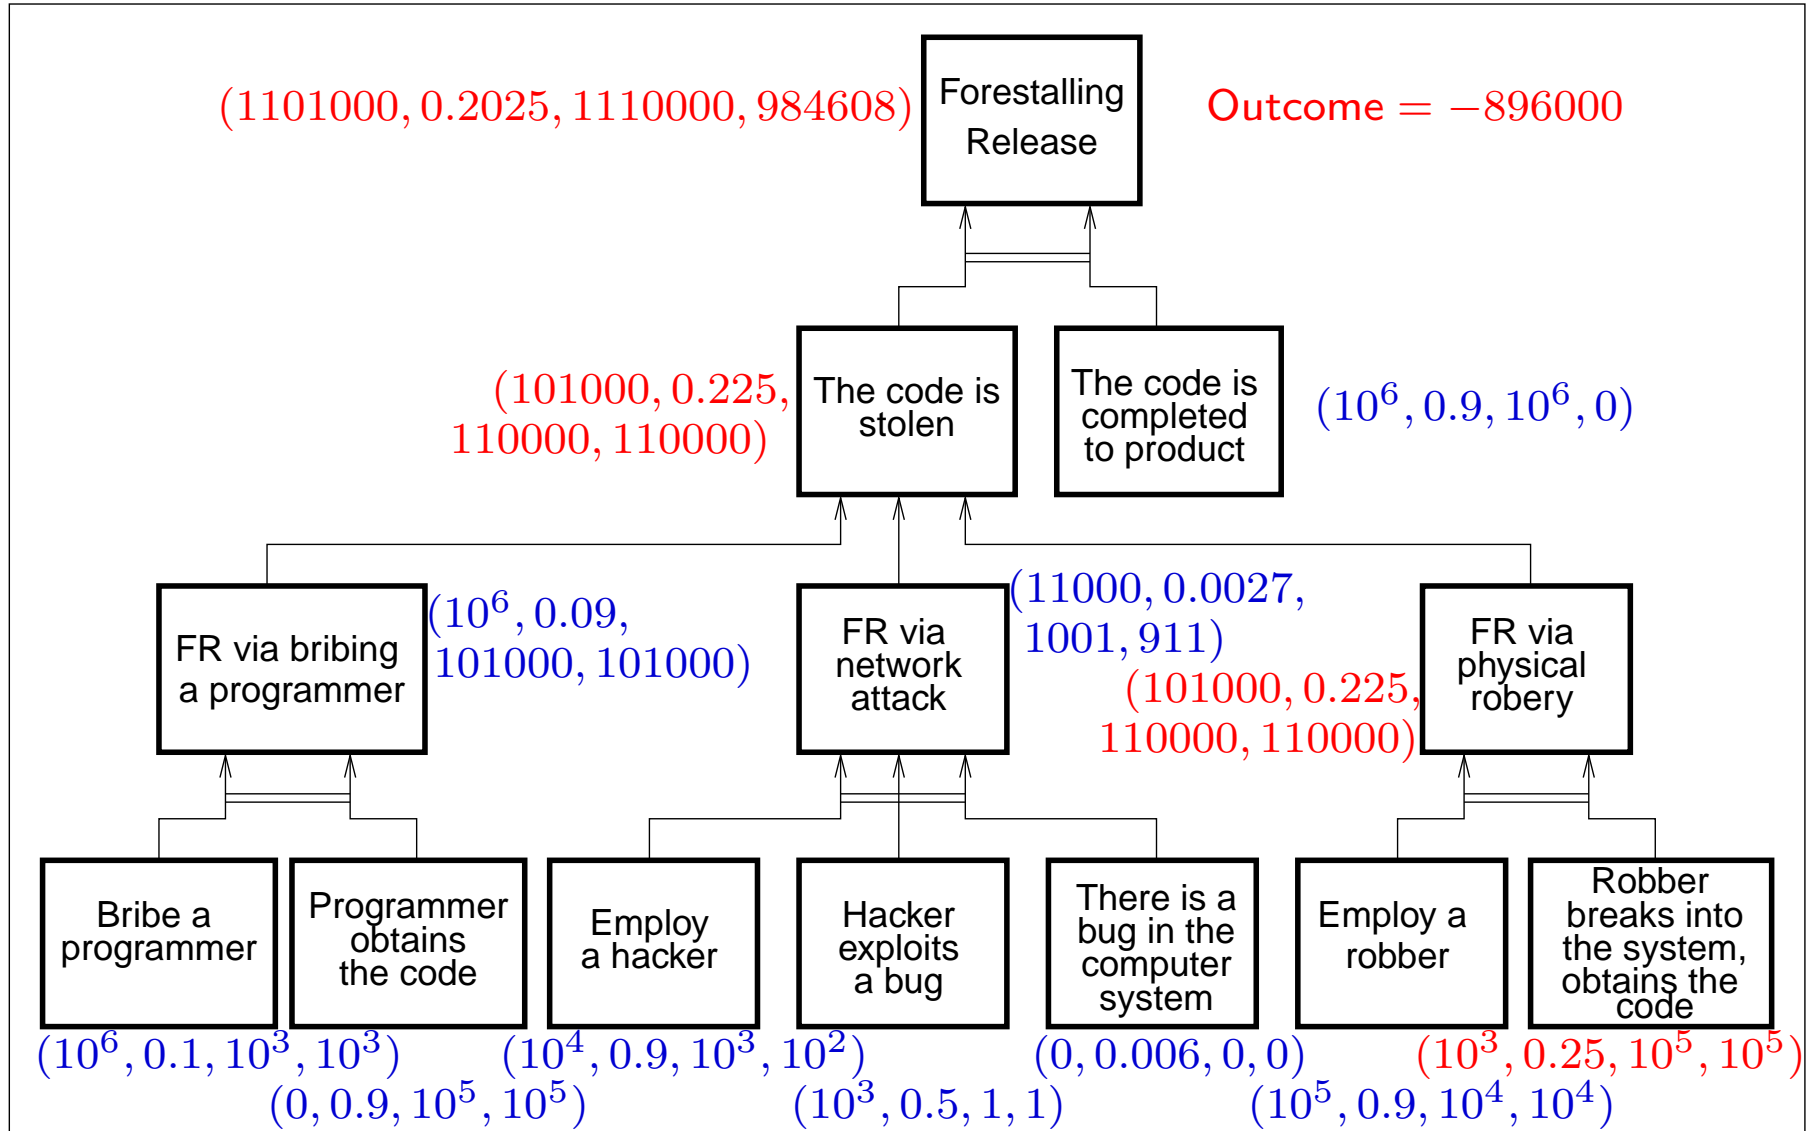 (1101000, 0.2025, 1110000, 984608)
Forestalling
Release
Outcome = −896000
(101000, 0.225,
110000, 110000)
The code is
stolen
The code is
completed
to product
(10⁶, 0.9, 10⁶, 0)
FR via bribing
a programmer
(10⁶, 0.09,
101000, 101000)
FR via
network
attack
(11000, 0.0027,
1001, 911)
(101000, 0.225,
110000, 110000)
FR via
physical
robery
Bribe a
programmer
Programmer
obtains
the code
Employ
a hacker
Hacker
exploits
a bug
There is a
bug in the
computer
system
Employ a
robber
Robber
breaks into
the system,
obtains the
code
(10⁶, 0.1, 10³, 10³)
(10⁴, 0.9, 10³, 10²)
(0, 0.006, 0, 0)
(10³, 0.25, 10⁵, 10⁵)
(0, 0.9, 10⁵, 10⁵)
(10³, 0.5, 1, 1)
(10⁵, 0.9, 10⁴, 10⁴)